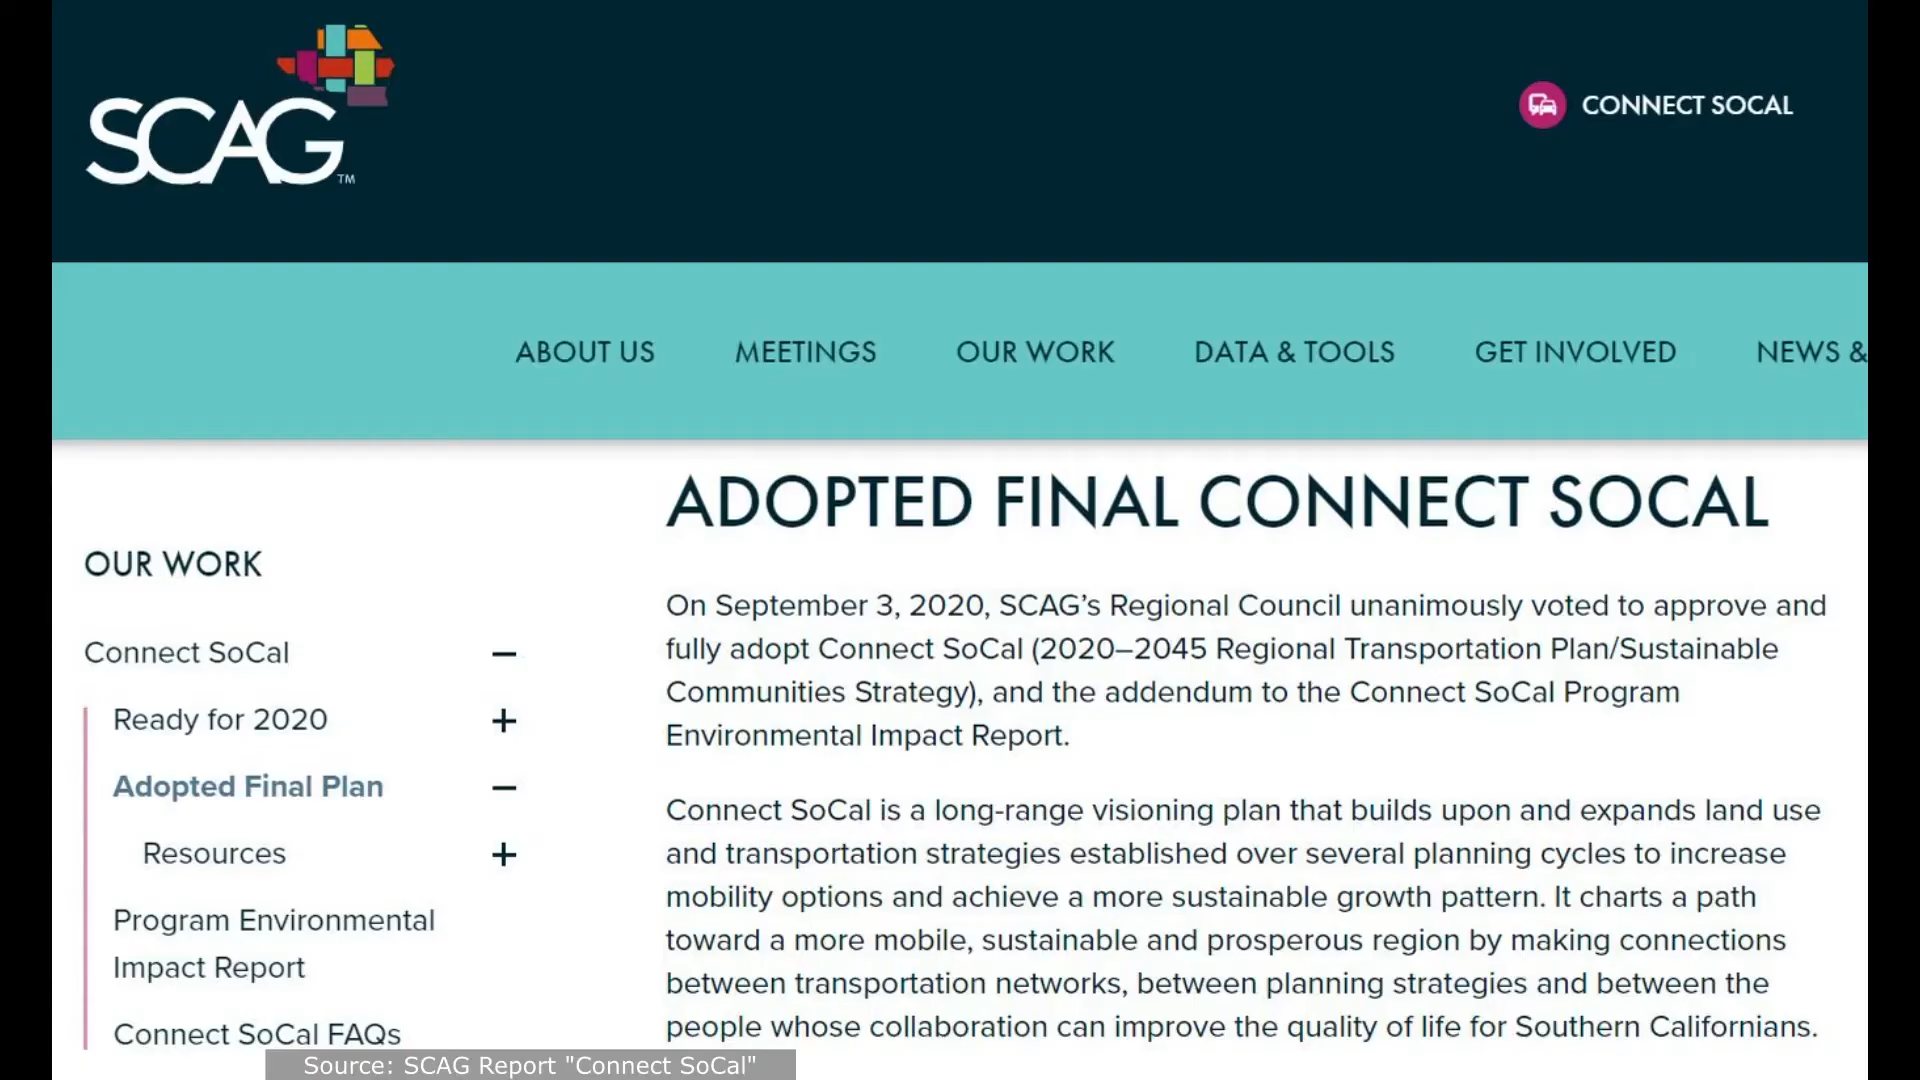 SCAG™
CONNECT SOCAL
ABOUT US
MEETINGS
OUR WORK
DATA & TOOLS
GET INVOLVED
NEWS &
ADOPTED FINAL CONNECT SOCAL
OUR WORK
Connect SoCal −
Ready for 2020 +
Adopted Final Plan −
Resources +
Program Environmental
Impact Report
Connect SoCal FAQs
On September 3, 2020, SCAG’s Regional Council unanimously voted to approve and
fully adopt Connect SoCal (2020–2045 Regional Transportation Plan/Sustainable
Communities Strategy), and the addendum to the Connect SoCal Program
Environmental Impact Report.
Connect SoCal is a long-range visioning plan that builds upon and expands land use
and transportation strategies established over several planning cycles to increase
mobility options and achieve a more sustainable growth pattern. It charts a path
toward a more mobile, sustainable and prosperous region by making connections
between transportation networks, between planning strategies and between the
people whose collaboration can improve the quality of life for Southern Californians.
Source: SCAG Report "Connect SoCal"